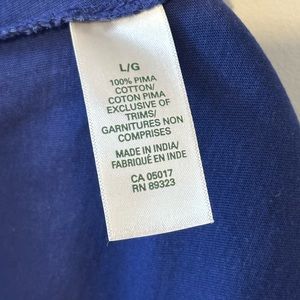 L/G
100% PIMA
COTTON/
COTON PIMA
EXCLUSIVE OF
TRIMS/
GARNITURES NON
COMPRISES
MADE IN INDIA/
FABRIQUÉ EN INDE
CA 05017
RN 89323